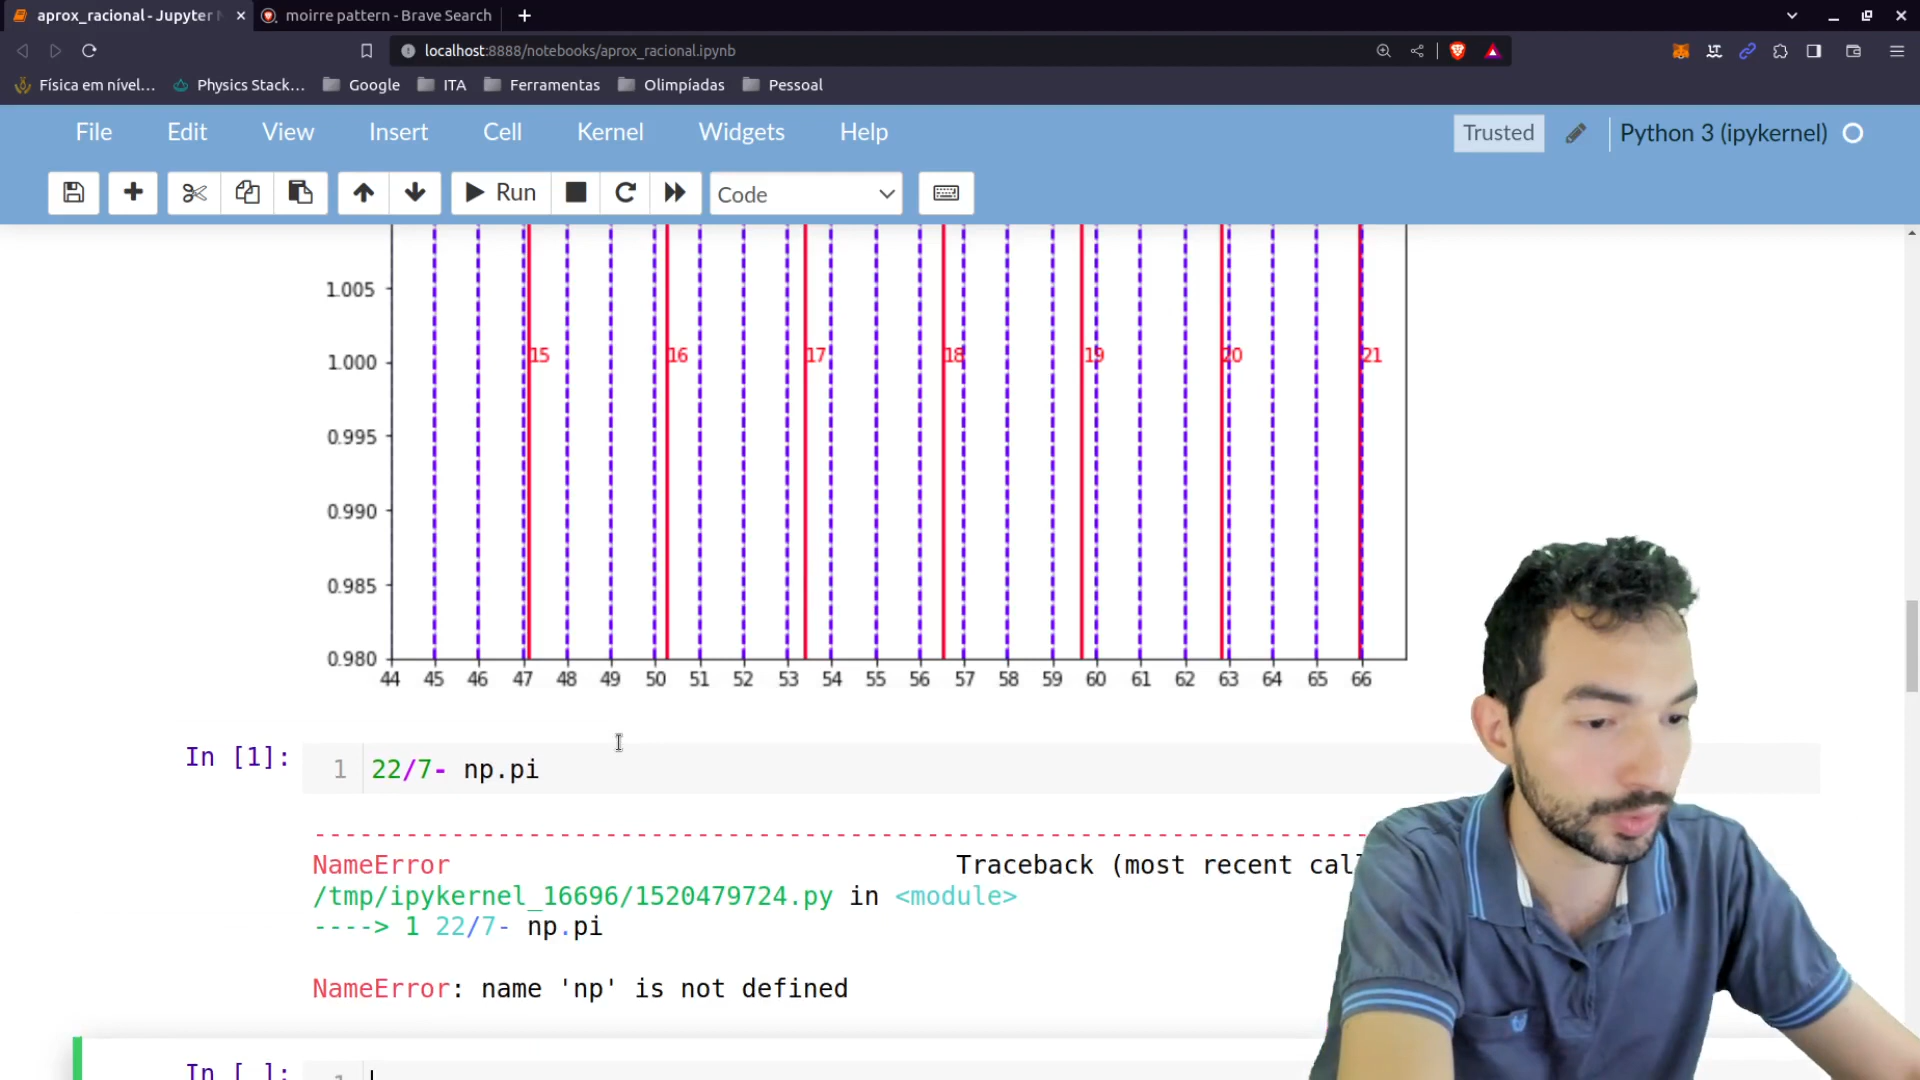 aprox_racional - Jupyter N
moirre pattern - Brave Search
localhost:8888/notebooks/aprox_racional.ipynb
Física em nível... Physics Stack... Google ITA Ferramentas Olimpíadas Pessoal
File Edit View Insert Cell Kernel Widgets Help
Trusted
Python 3 (ipykernel)
Run
Code
1.005
1.000
15 16 17 18 19 20 21
0.995
0.990
0.985
0.980
44 45 46 47 48 49 50 51 52 53 54 55 56 57 58 59 60 61 62 63 64 65 66
In [1]:
1 22/7- np.pi
NameError Traceback (most recent cal
/tmp/ipykernel_16696/1520479724.py in <module>
----> 1 22/7- np.pi
NameError: name 'np' is not defined
In [ ]:
1